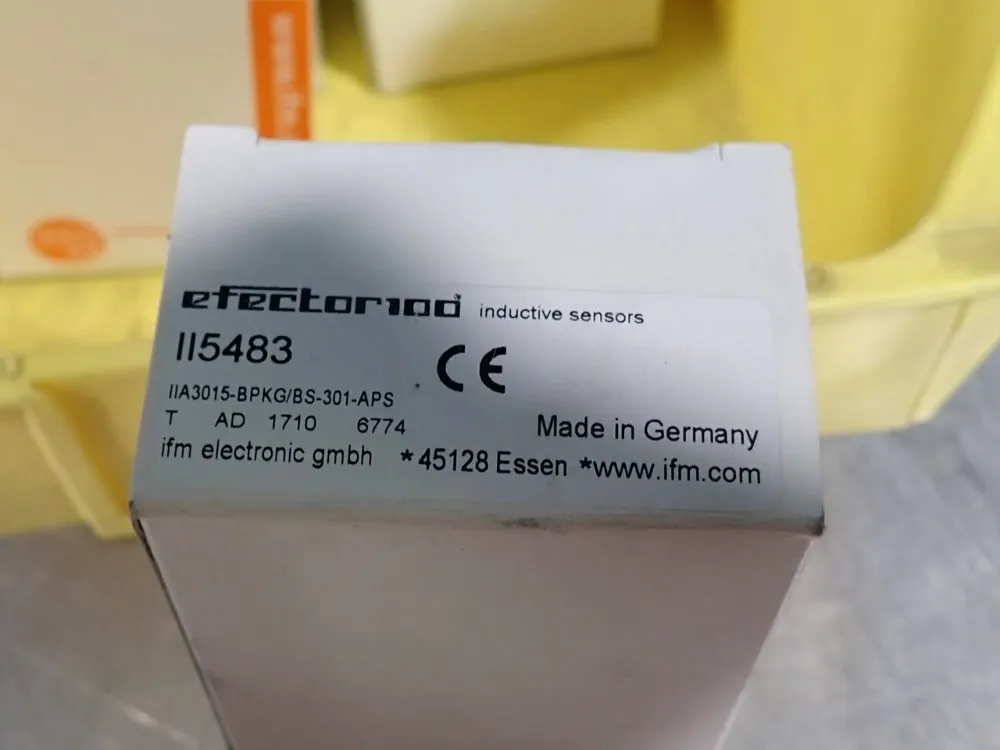 efector100 inductive sensors
II5483
CE
IIA3015-BPKG/BS-301-APS
T AD 1710 6774
Made in Germany
ifm electronic gmbh *45128 Essen *www.ifm.com